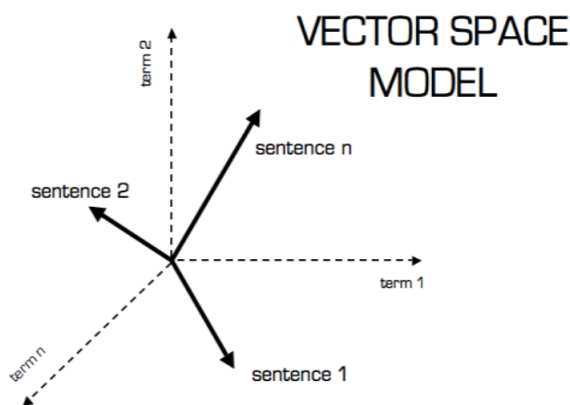 VECTOR SPACE
MODEL
term 2
sentence n
sentence 2
term 1
term n
sentence 1